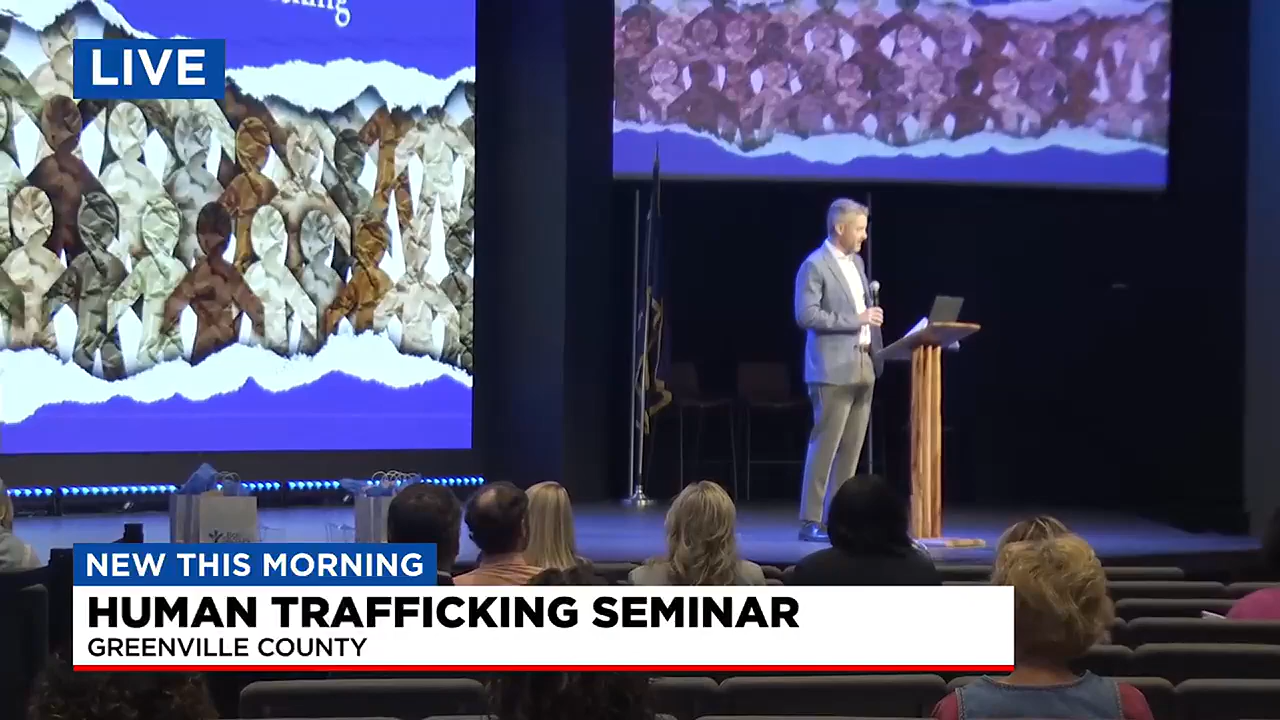 LIVE
NEW THIS MORNING
HUMAN TRAFFICKING SEMINAR
GREENVILLE COUNTY